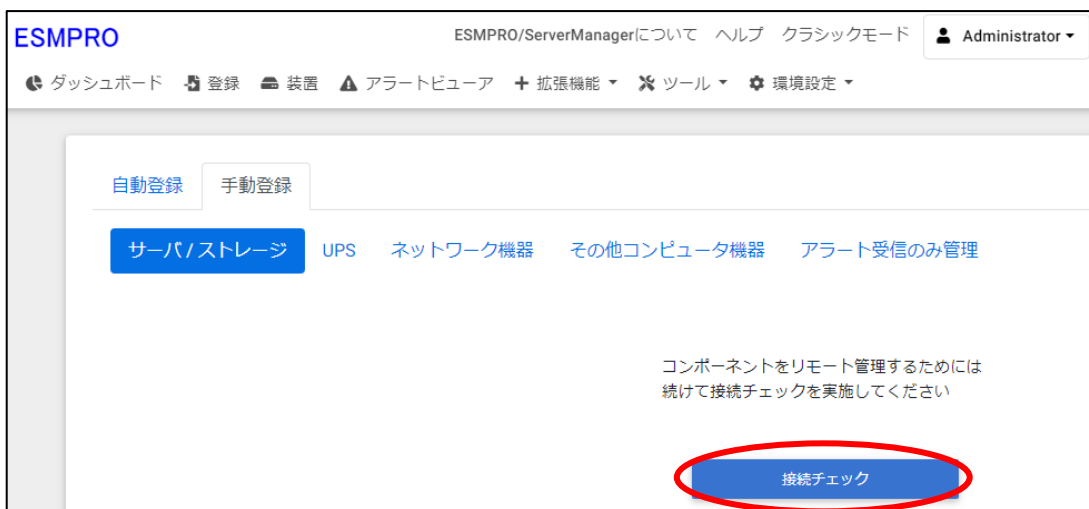 ESMPRO
ESMPRO/ServerManagerについて ヘルプ クラシックモード Administrator
ダッシュボード 登録 装置 アラートビューア 拡張機能 ツール 環境設定
自動登録 手動登録
サーバ / ストレージ UPS ネットワーク機器 その他コンピュータ機器 アラート受信のみ管理
コンポーネントをリモート管理するためには
続けて接続チェックを実施してください
接続チェック